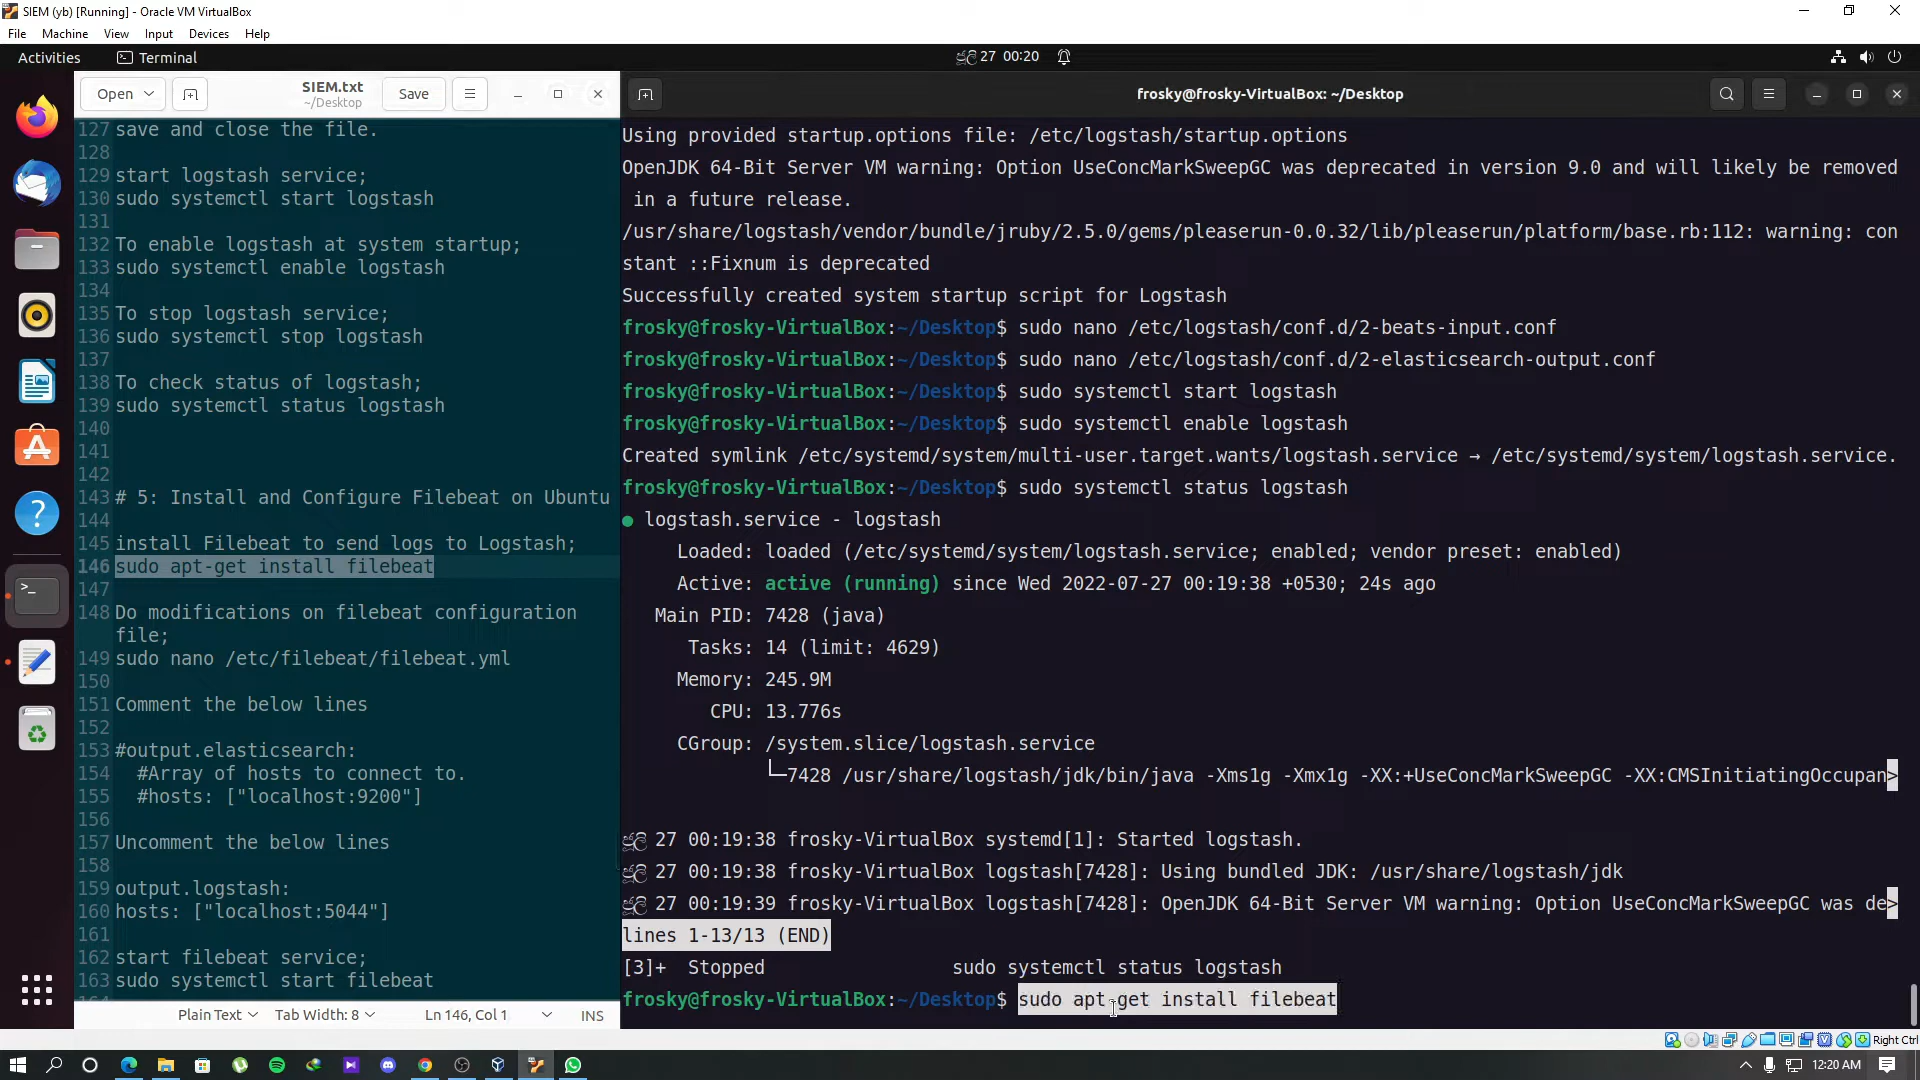 SIEM (yb) [Running] - Oracle VM VirtualBox
File Machine View Input Devices Help
Activities Terminal
ජූලි 27 00:20
Open
SIEM.txt
~/Desktop
Save
127 save and close the file.
128
129 start logstash service;
130 sudo systemctl start logstash
131
132 To enable logstash at system startup;
133 sudo systemctl enable logstash
134
135 To stop logstash service;
136 sudo systemctl stop logstash
137
138 To check status of logstash;
139 sudo systemctl status logstash
140
141
142
143 # 5: Install and Configure Filebeat on Ubuntu
144
145 install Filebeat to send logs to Logstash;
146 sudo apt-get install filebeat
147
148 Do modifications on filebeat configuration
file;
149 sudo nano /etc/filebeat/filebeat.yml
150
151 Comment the below lines
152
153 #output.elasticsearch:
154   #Array of hosts to connect to.
155   #hosts: ["localhost:9200"]
156
157 Uncomment the below lines
158
159 output.logstash:
160 hosts: ["localhost:5044"]
161
162 start filebeat service;
163 sudo systemctl start filebeat
Plain Text Tab Width: 8 Ln 146, Col 1 INS
frosky@frosky-VirtualBox: ~/Desktop
Using provided startup.options file: /etc/logstash/startup.options
OpenJDK 64-Bit Server VM warning: Option UseConcMarkSweepGC was deprecated in version 9.0 and will likely be removed
 in a future release.
/usr/share/logstash/vendor/bundle/jruby/2.5.0/gems/pleaserun-0.0.32/lib/pleaserun/platform/base.rb:112: warning: con
stant ::Fixnum is deprecated
Successfully created system startup script for Logstash
frosky@frosky-VirtualBox:~/Desktop$ sudo nano /etc/logstash/conf.d/2-beats-input.conf
frosky@frosky-VirtualBox:~/Desktop$ sudo nano /etc/logstash/conf.d/2-elasticsearch-output.conf
frosky@frosky-VirtualBox:~/Desktop$ sudo systemctl start logstash
frosky@frosky-VirtualBox:~/Desktop$ sudo systemctl enable logstash
Created symlink /etc/systemd/system/multi-user.target.wants/logstash.service → /etc/systemd/system/logstash.service.
frosky@frosky-VirtualBox:~/Desktop$ sudo systemctl status logstash
● logstash.service - logstash
Loaded: loaded (/etc/systemd/system/logstash.service; enabled; vendor preset: enabled)
Active: active (running) since Wed 2022-07-27 00:19:38 +0530; 24s ago
Main PID: 7428 (java)
Tasks: 14 (limit: 4629)
Memory: 245.9M
CPU: 13.776s
CGroup: /system.slice/logstash.service
└─7428 /usr/share/logstash/jdk/bin/java -Xms1g -Xmx1g -XX:+UseConcMarkSweepGC -XX:CMSInitiatingOccupan>
ජූලි 27 00:19:38 frosky-VirtualBox systemd[1]: Started logstash.
ජූලි 27 00:19:38 frosky-VirtualBox logstash[7428]: Using bundled JDK: /usr/share/logstash/jdk
ජූලි 27 00:19:39 frosky-VirtualBox logstash[7428]: OpenJDK 64-Bit Server VM warning: Option UseConcMarkSweepGC was de>
lines 1-13/13 (END)
[3]+  Stopped                 sudo systemctl status logstash
frosky@frosky-VirtualBox:~/Desktop$ sudo apt-get install filebeat
Right Ctrl
12:20 AM